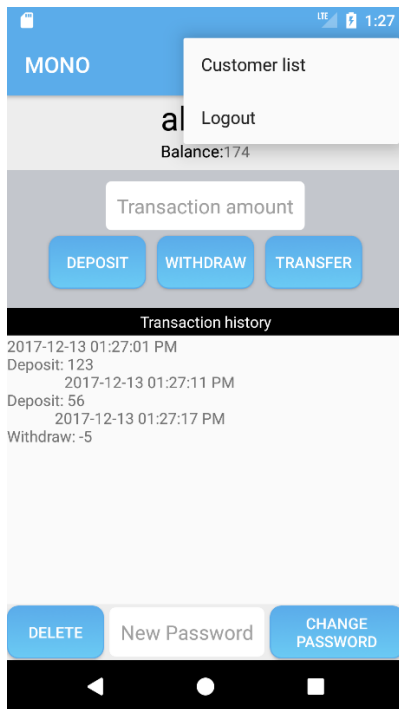 LTE 1:27
MONO
Customer list
Logout
Balance:174
Transaction amount
DEPOSIT WITHDRAW TRANSFER
Transaction history
2017-12-13 01:27:01 PM
Deposit: 123
2017-12-13 01:27:11 PM
Deposit: 56
2017-12-13 01:27:17 PM
Withdraw: -5
DELETE New Password CHANGE
PASSWORD